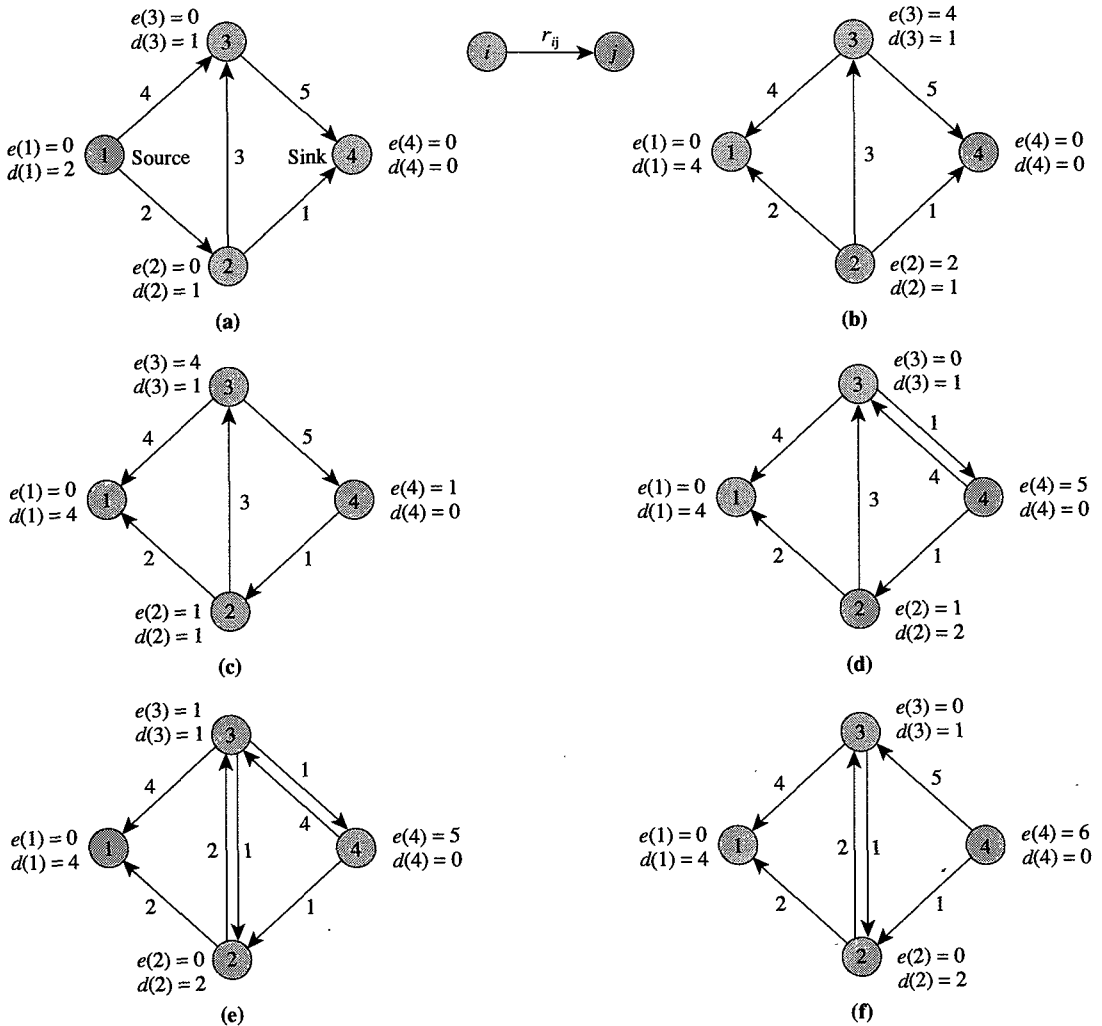 e(3) = 0
d(3) = 1
3
4
5
e(1) = 0
d(1) = 2
1
Source
3
Sink
4
e(4) = 0
d(4) = 0
2
1
2
e(2) = 0
d(2) = 1
(a)
i
r_ij
j
e(3) = 4
d(3) = 1
3
4
5
e(1) = 0
d(1) = 4
1
3
4
e(4) = 0
d(4) = 0
2
1
2
e(2) = 2
d(2) = 1
(b)
e(3) = 4
d(3) = 1
3
4
5
e(1) = 0
d(1) = 4
1
3
4
e(4) = 1
d(4) = 0
2
1
2
e(2) = 1
d(2) = 1
(c)
e(3) = 0
d(3) = 1
3
4
1
4
e(1) = 0
d(1) = 4
1
3
4
e(4) = 5
d(4) = 0
2
1
2
e(2) = 1
d(2) = 2
(d)
e(3) = 1
d(3) = 1
3
4
1
4
e(1) = 0
d(1) = 4
1
2
1
4
e(4) = 5
d(4) = 0
2
1
2
e(2) = 0
d(2) = 2
(e)
e(3) = 0
d(3) = 1
3
4
5
e(1) = 0
d(1) = 4
1
2
1
4
e(4) = 6
d(4) = 0
2
1
2
e(2) = 0
d(2) = 2
(f)